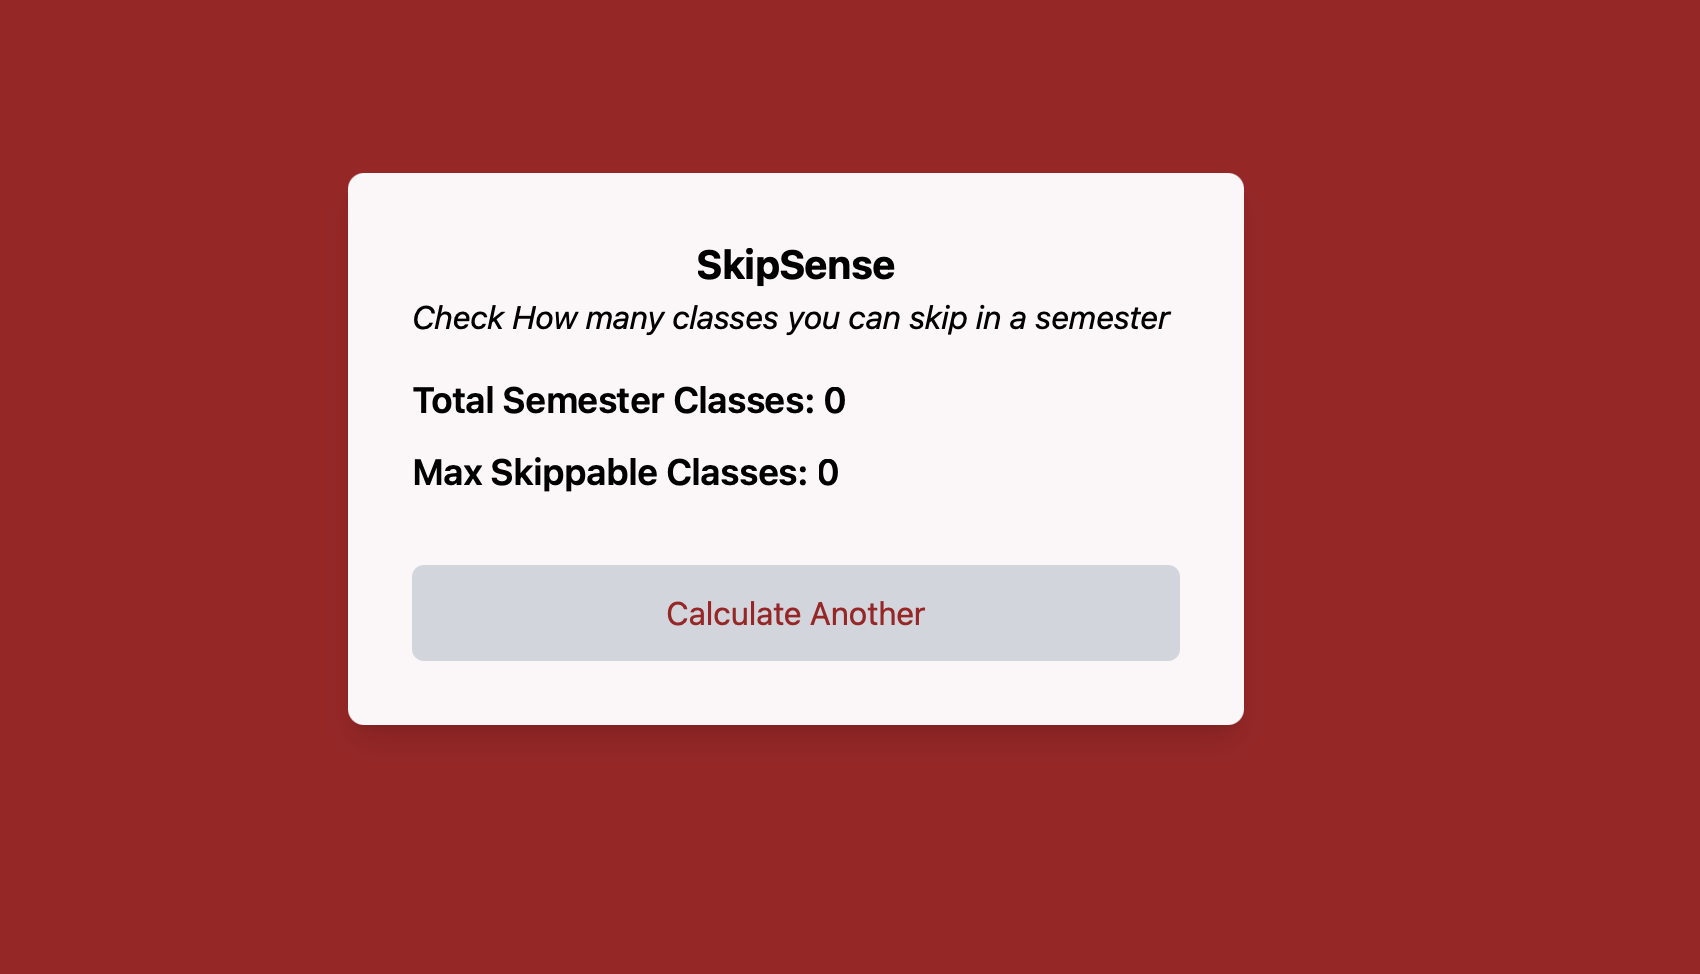 SkipSense
Check How many classes you can skip in a semester
Total Semester Classes: 0
Max Skippable Classes: 0
Calculate Another